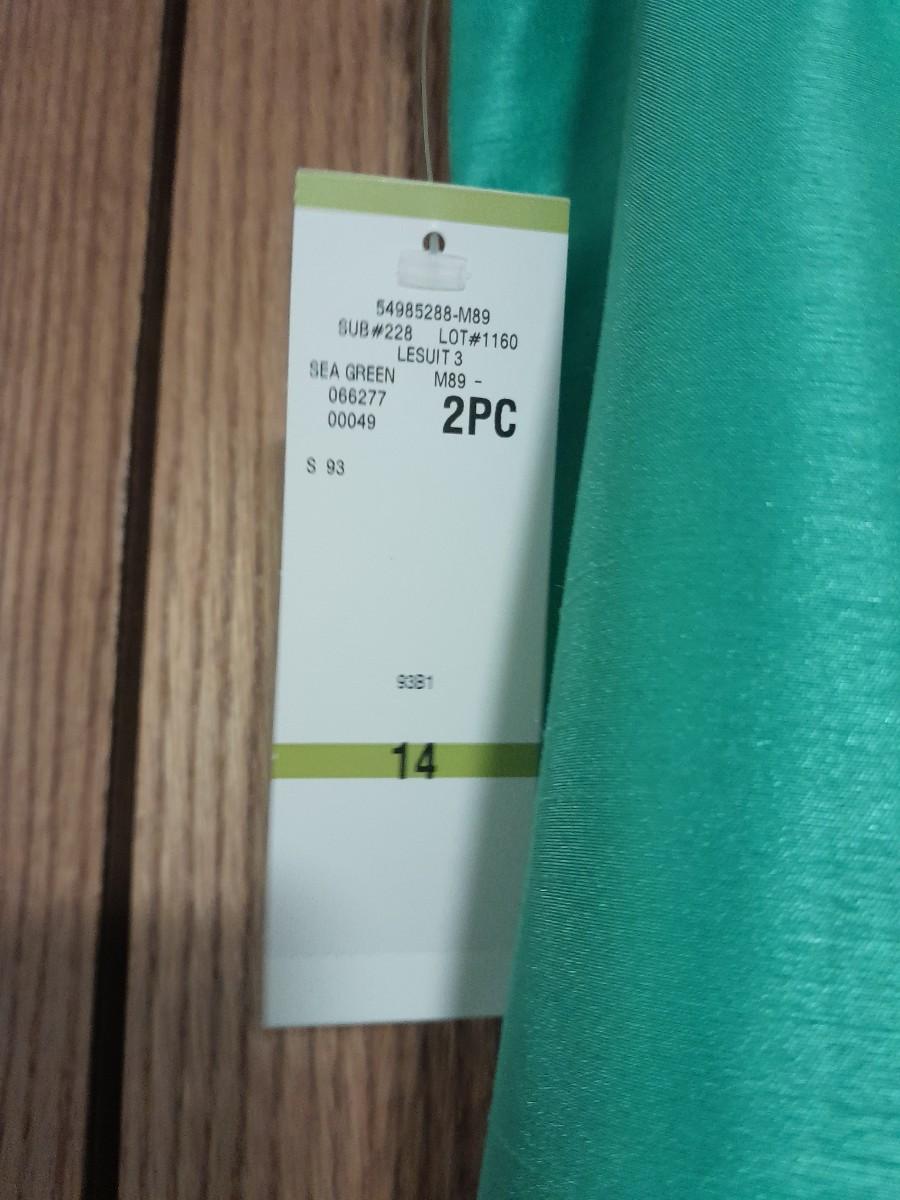 54985288-M89
SUB#228 LOT#1160
LESUIT 3
SEA GREEN M89 -
066277 2PC
00049
S 93
93B1
14